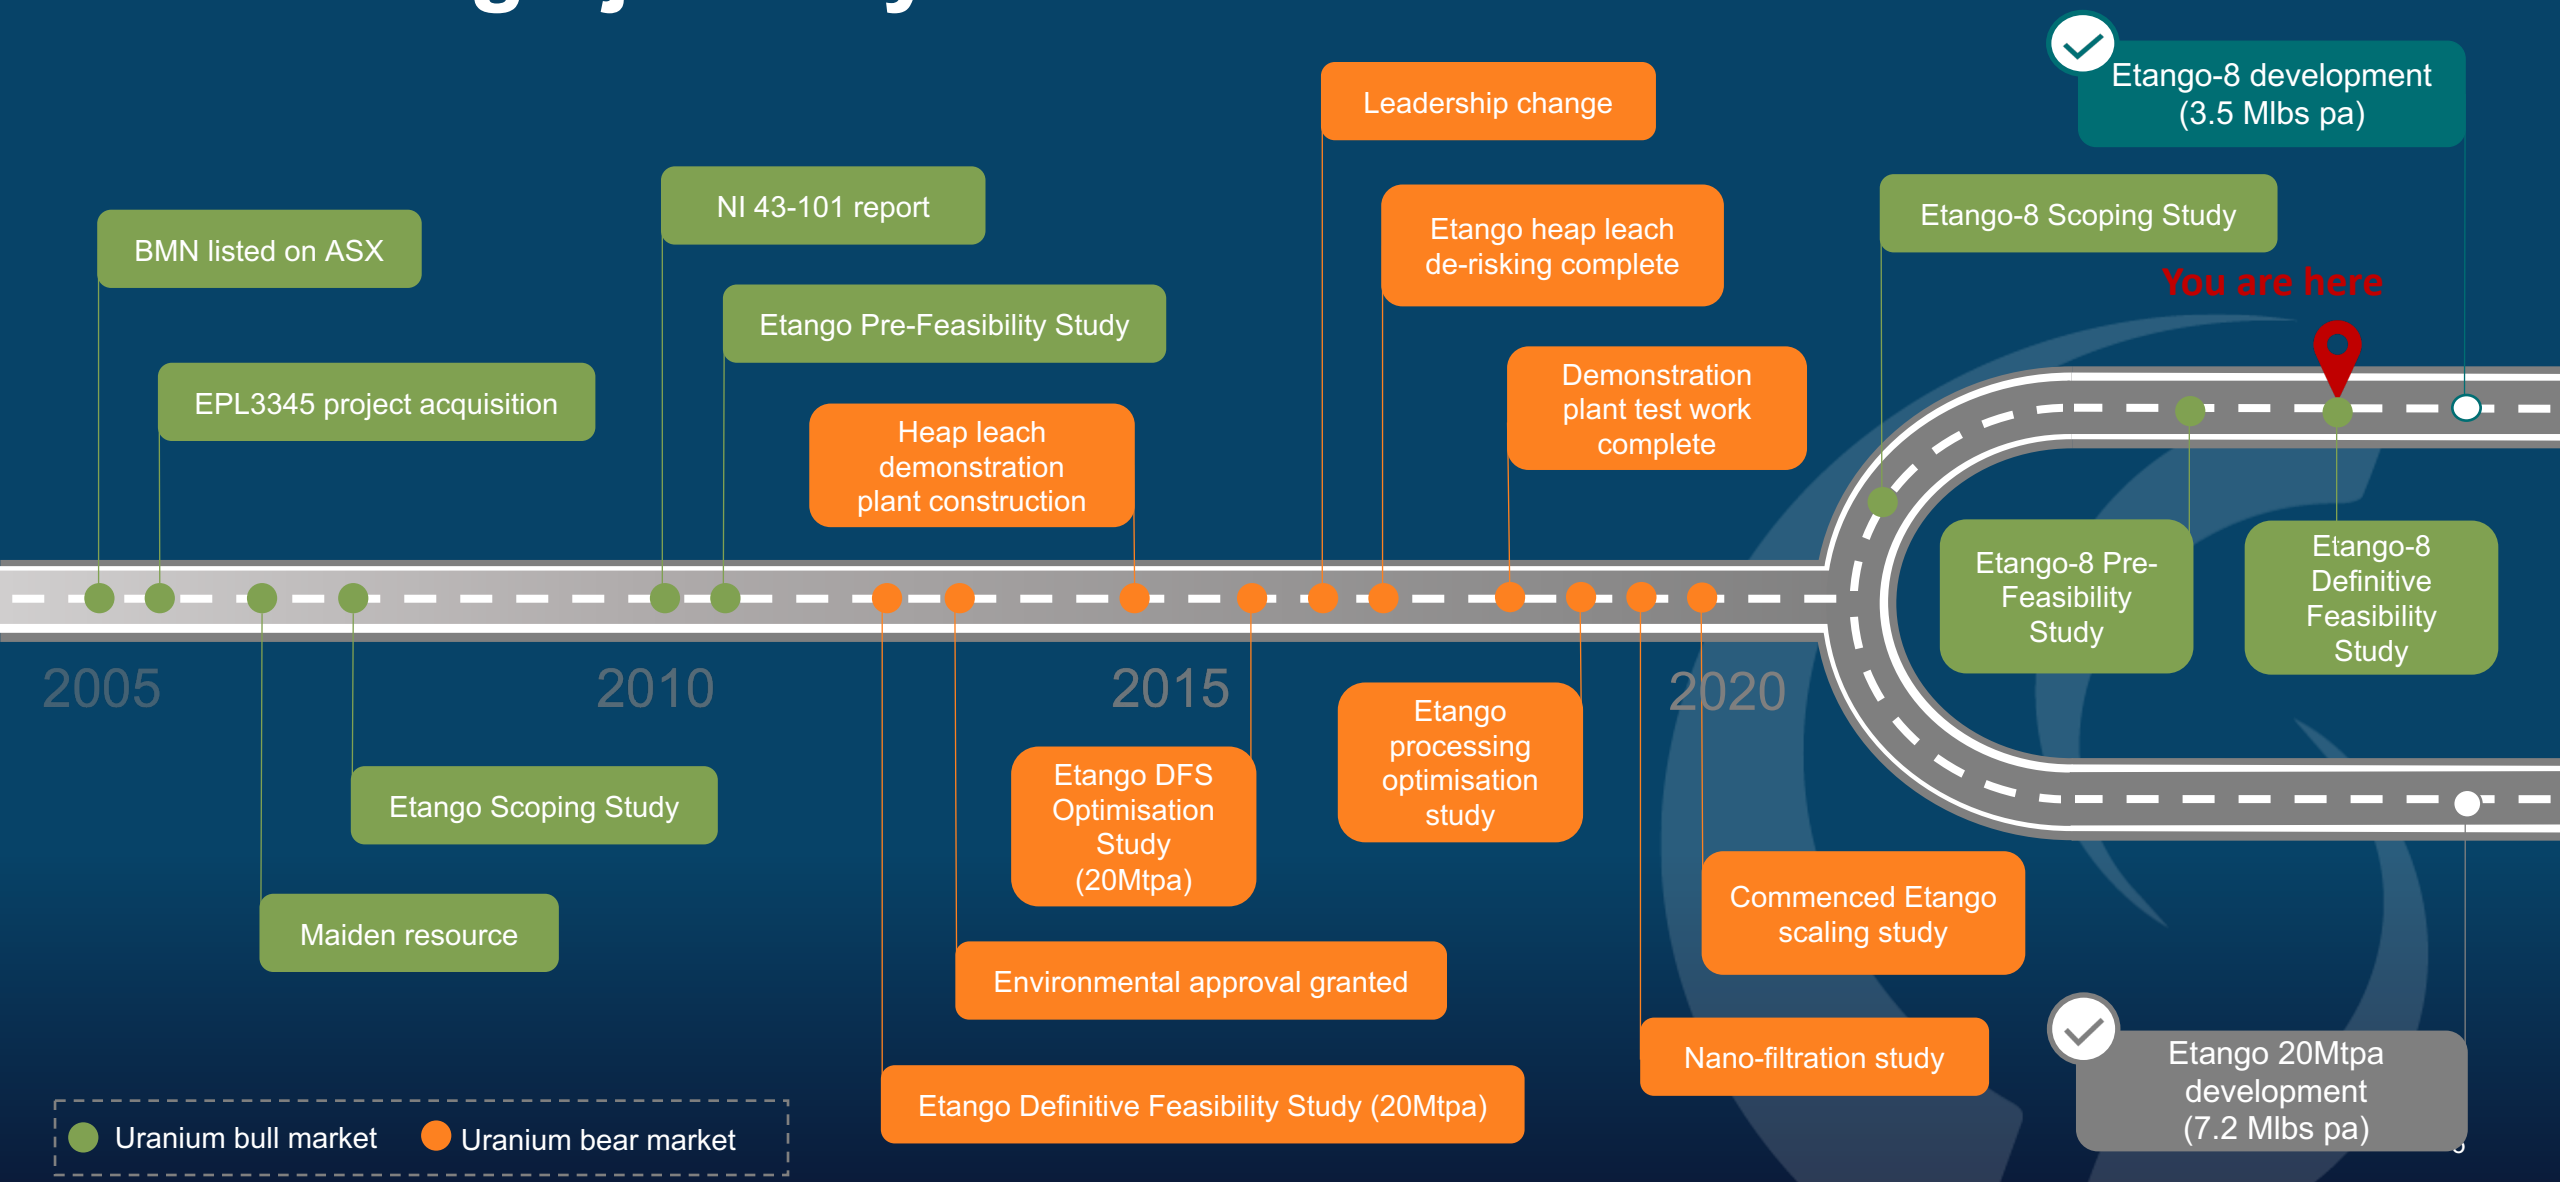 Etango-8 development
(3.5 Mlbs pa)
Leadership change
NI 43-101 report
Etango-8 Scoping Study
BMN listed on ASX
Etango heap leach
de-risking complete
You are here
Etango Pre-Feasibility Study
EPL3345 project acquisition
Demonstration
plant test work
complete
Heap leach
demonstration
plant construction
Etango-8 Pre-
Feasibility
Study
Etango-8
Definitive
Feasibility
Study
2005
2010
2015
2020
Etango
processing
optimisation
study
Etango DFS
Optimisation
Study
(20Mtpa)
Etango Scoping Study
Commenced Etango
scaling study
Maiden resource
Environmental approval granted
Nano-filtration study
Etango 20Mtpa
development
(7.2 Mlbs pa)
Etango Definitive Feasibility Study (20Mtpa)
Uranium bull market
Uranium bear market